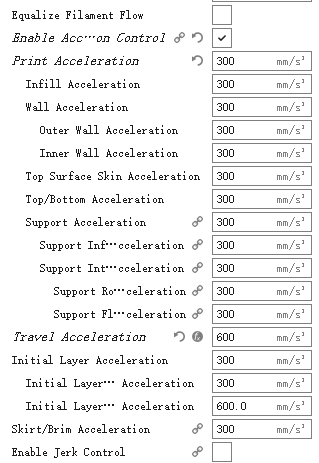 Equalize Filament Flow
Enable Acc···on Control
Print Acceleration 300 mm/s²
Infill Acceleration 300 mm/s²
Wall Acceleration 300 mm/s²
Outer Wall Acceleration 300 mm/s²
Inner Wall Acceleration 300 mm/s²
Top Surface Skin Acceleration 300 mm/s²
Top/Bottom Acceleration 300 mm/s²
Support Acceleration 300 mm/s²
Support Inf···cceleration 300 mm/s²
Support Int···cceleration 300 mm/s²
Support Ro···celeration 300 mm/s²
Support Fl···celeration 300 mm/s²
Travel Acceleration 600 mm/s²
Initial Layer Acceleration 300 mm/s²
Initial Layer··· Acceleration 300 mm/s²
Initial Layer··· Acceleration 600.0 mm/s²
Skirt/Brim Acceleration 300 mm/s²
Enable Jerk Control